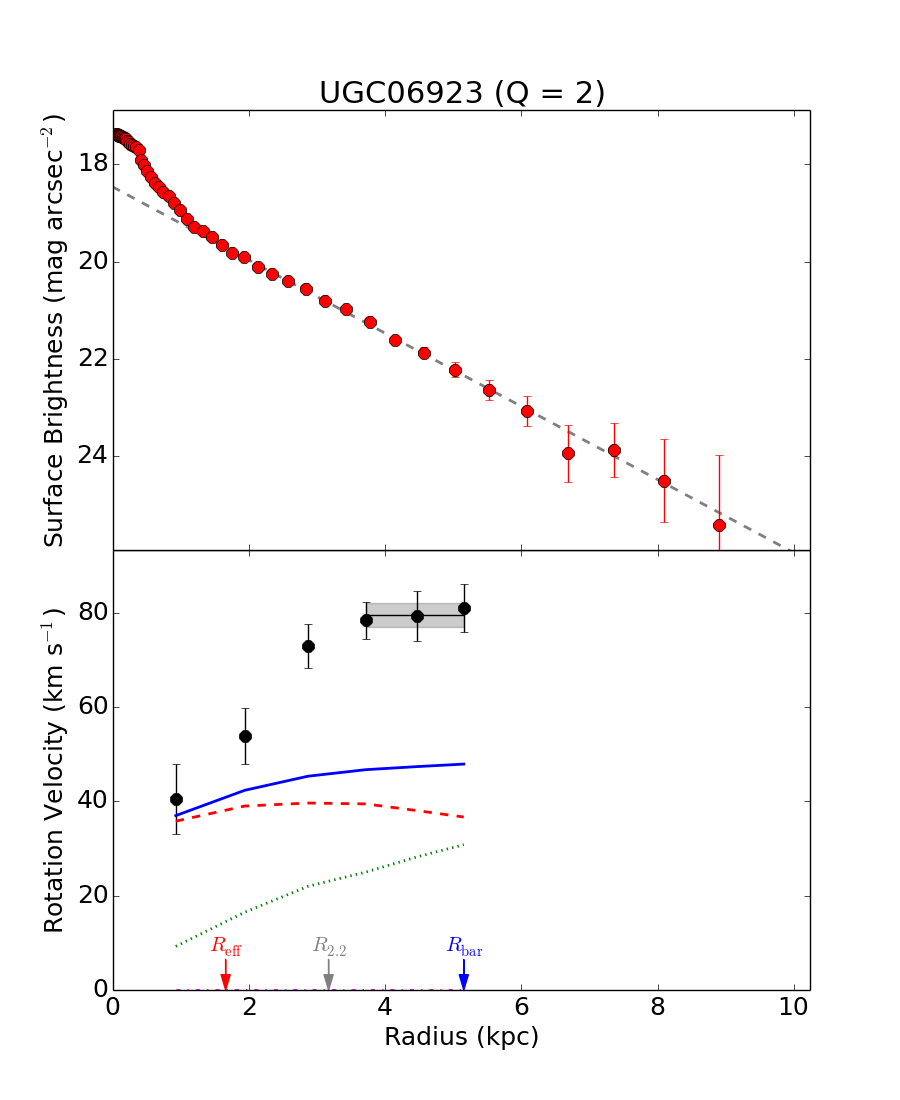 UGC06923 (Q = 2)
Surface Brightness (mag arcsec⁻²)
18
20
22
24
Rotation Velocity (km s⁻¹)
80
60
40
20
0
R_eff R_2.2 R_bar
0 2 4 6 8 10
Radius (kpc)